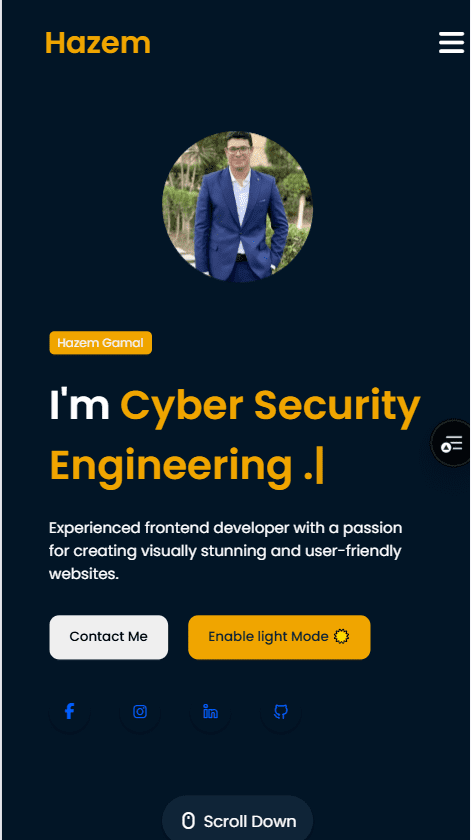 Hazem
Hazem Gamal
I'm Cyber Security
Engineering .|
Experienced frontend developer with a passion
for creating visually stunning and user-friendly
websites.
Contact Me
Enable light Mode
Scroll Down